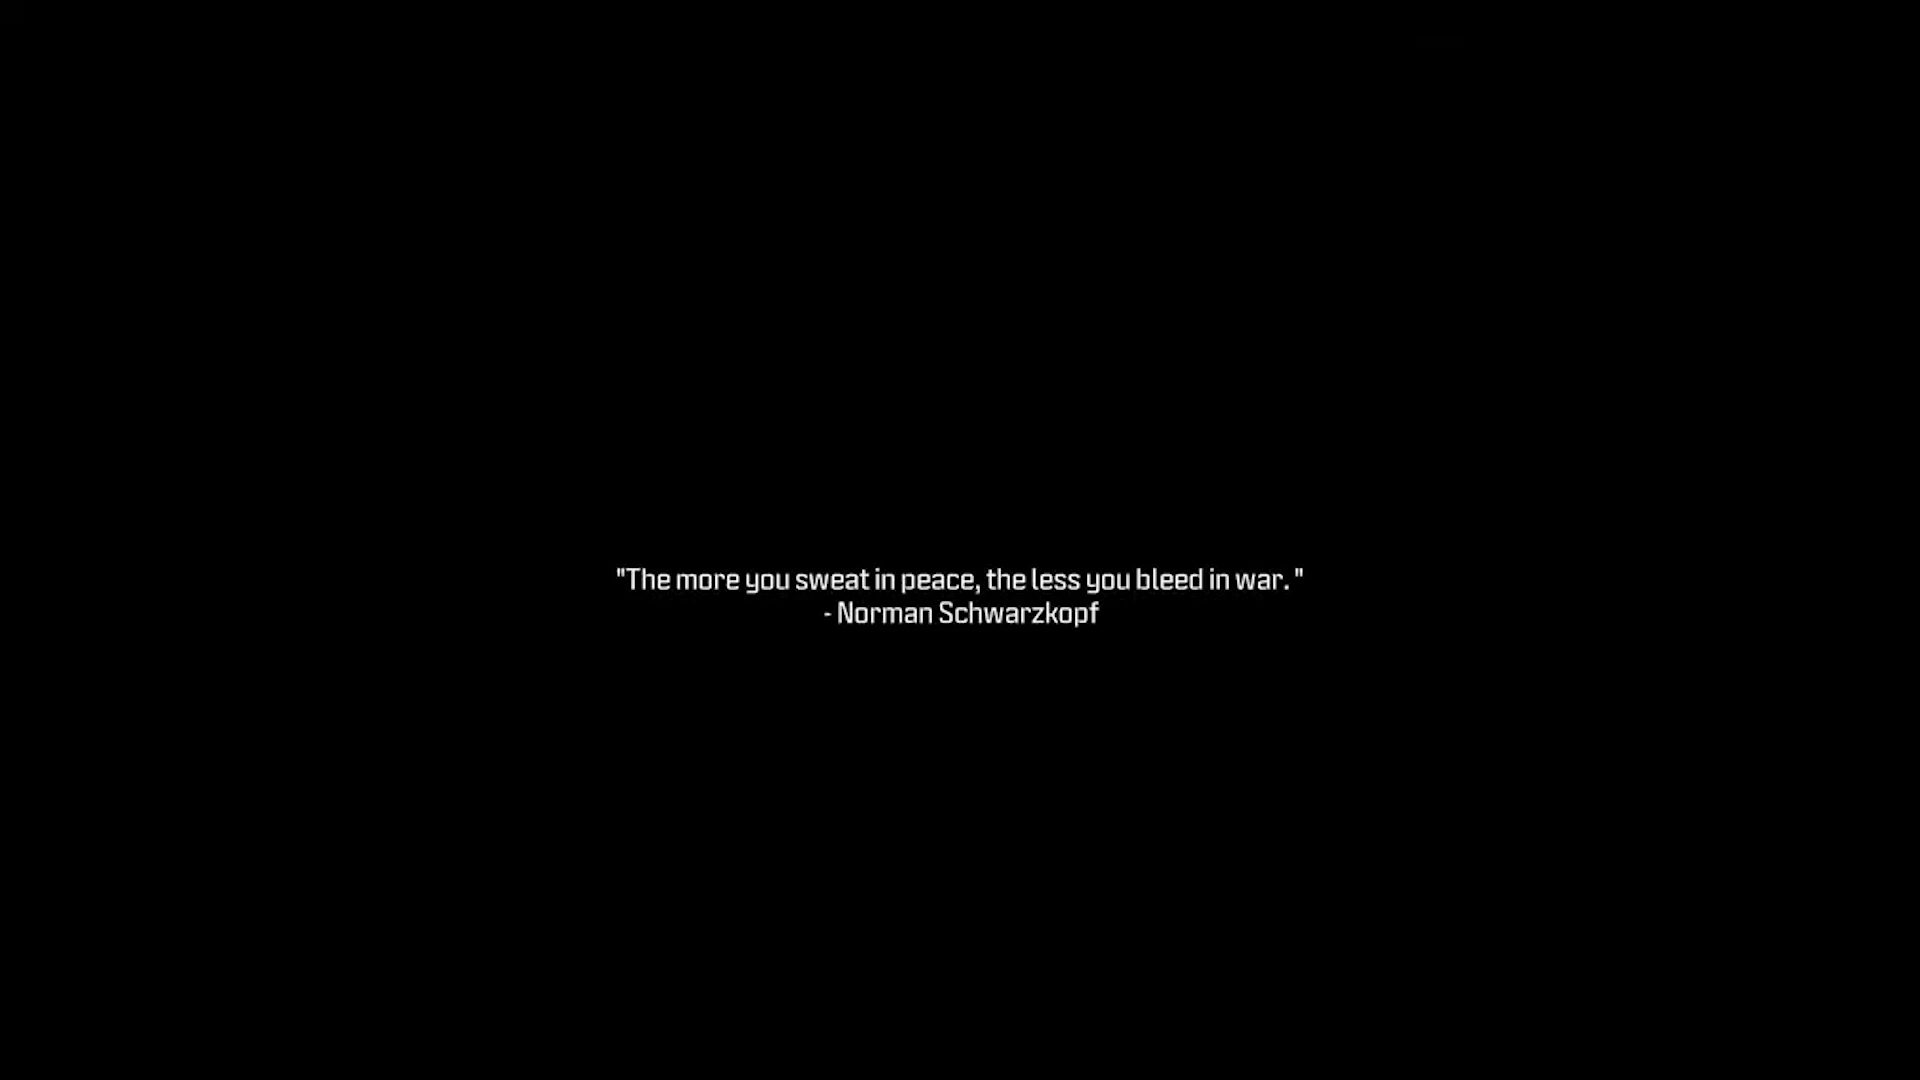 "The more you sweat in peace, the less you bleed in war. "
- Norman Schwarzkopf